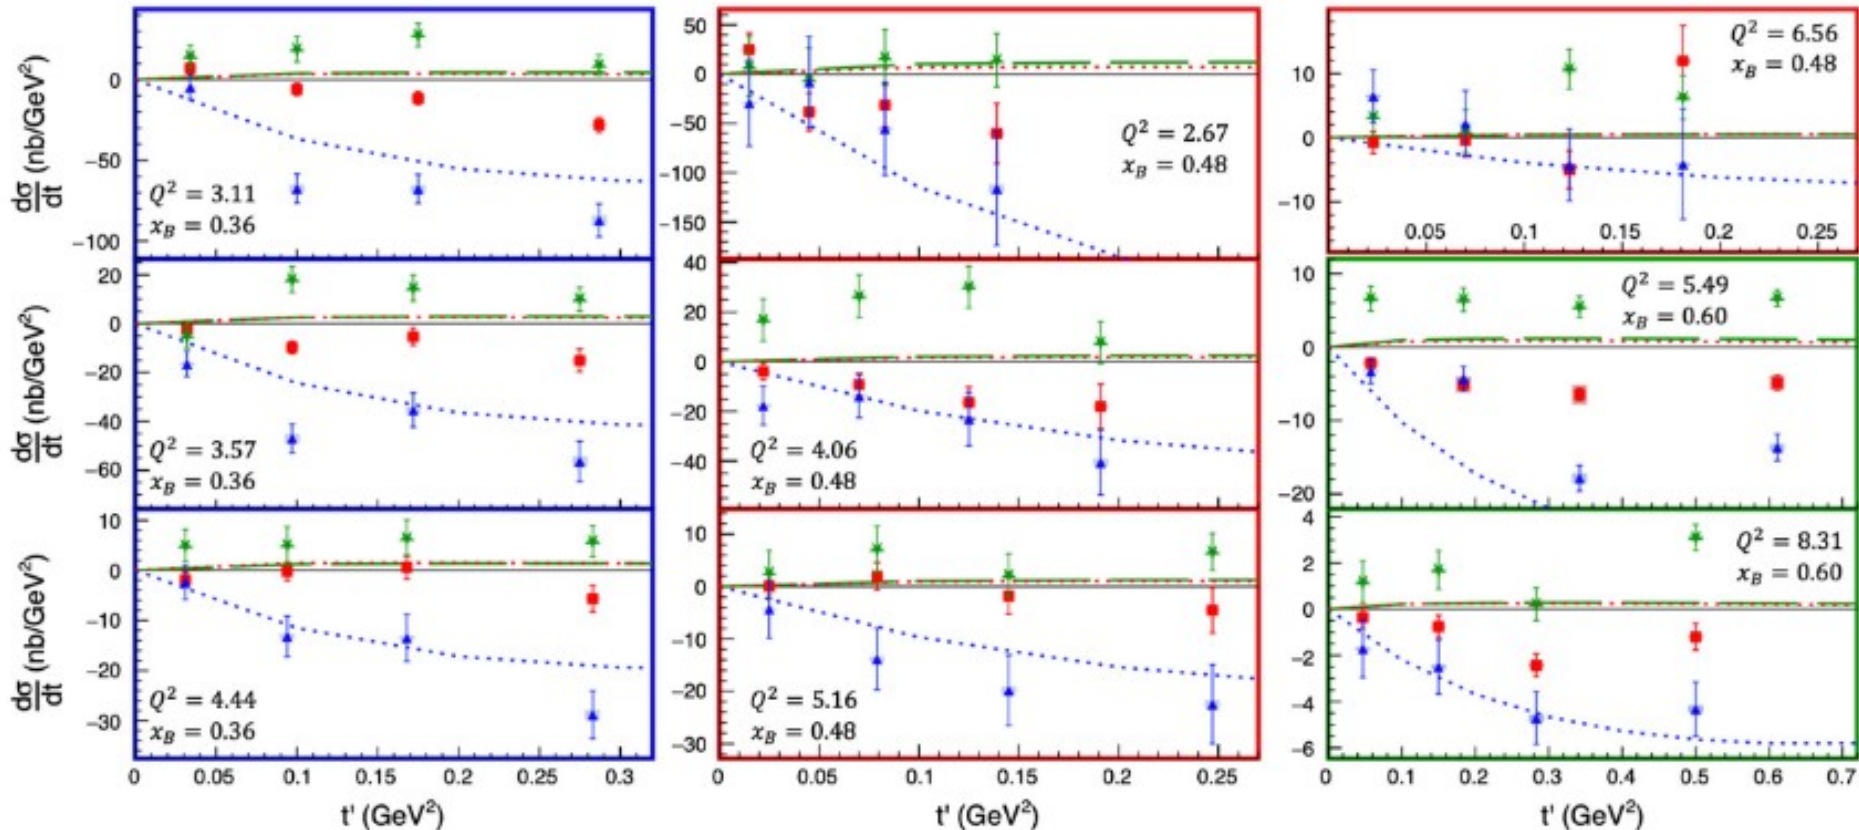 dσ/dt (nb/GeV²)
0
−50
−100
Q² = 3.11
x_B = 0.36
50
0
−50
−100
−150
Q² = 2.67
x_B = 0.48
10
0
−10
Q² = 6.56
x_B = 0.48
0.05 0.1 0.15 0.2 0.25
dσ/dt (nb/GeV²)
20
0
−20
−40
−60
Q² = 3.57
x_B = 0.36
40
20
0
−20
−40
Q² = 4.06
x_B = 0.48
10
0
−10
−20
Q² = 5.49
x_B = 0.60
dσ/dt (nb/GeV²)
10
0
−10
−20
−30
Q² = 4.44
x_B = 0.36
10
0
−10
−20
−30
Q² = 5.16
x_B = 0.48
4
2
0
−2
−4
−6
Q² = 8.31
x_B = 0.60
0 0.05 0.1 0.15 0.2 0.25 0.3
0 0.05 0.1 0.15 0.2 0.25
0 0.1 0.2 0.3 0.4 0.5 0.6 0.7
t' (GeV²)
t' (GeV²)
t' (GeV²)